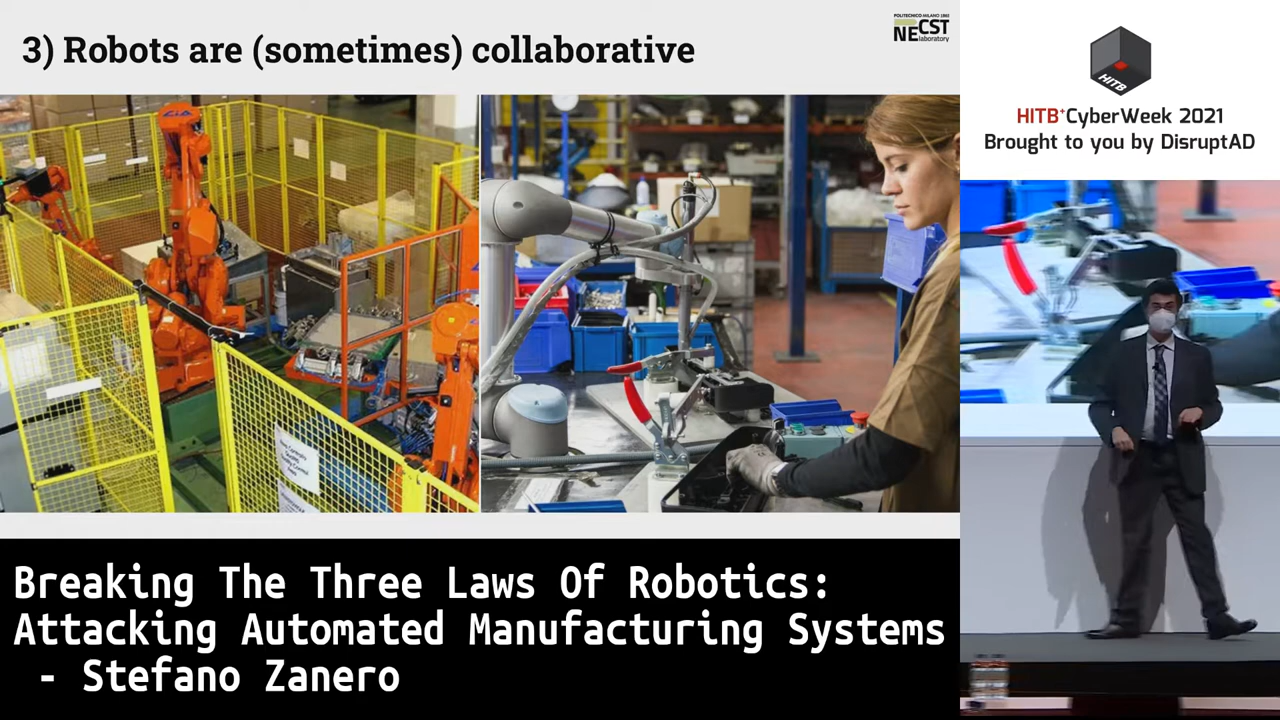 3) Robots are (sometimes) collaborative
POLITECNICO MILANO 1863
NECST
laboratory
HITB
HITB+CyberWeek 2021
Brought to you by DisruptAD
Breaking The Three Laws Of Robotics:
Attacking Automated Manufacturing Systems
- Stefano Zanero